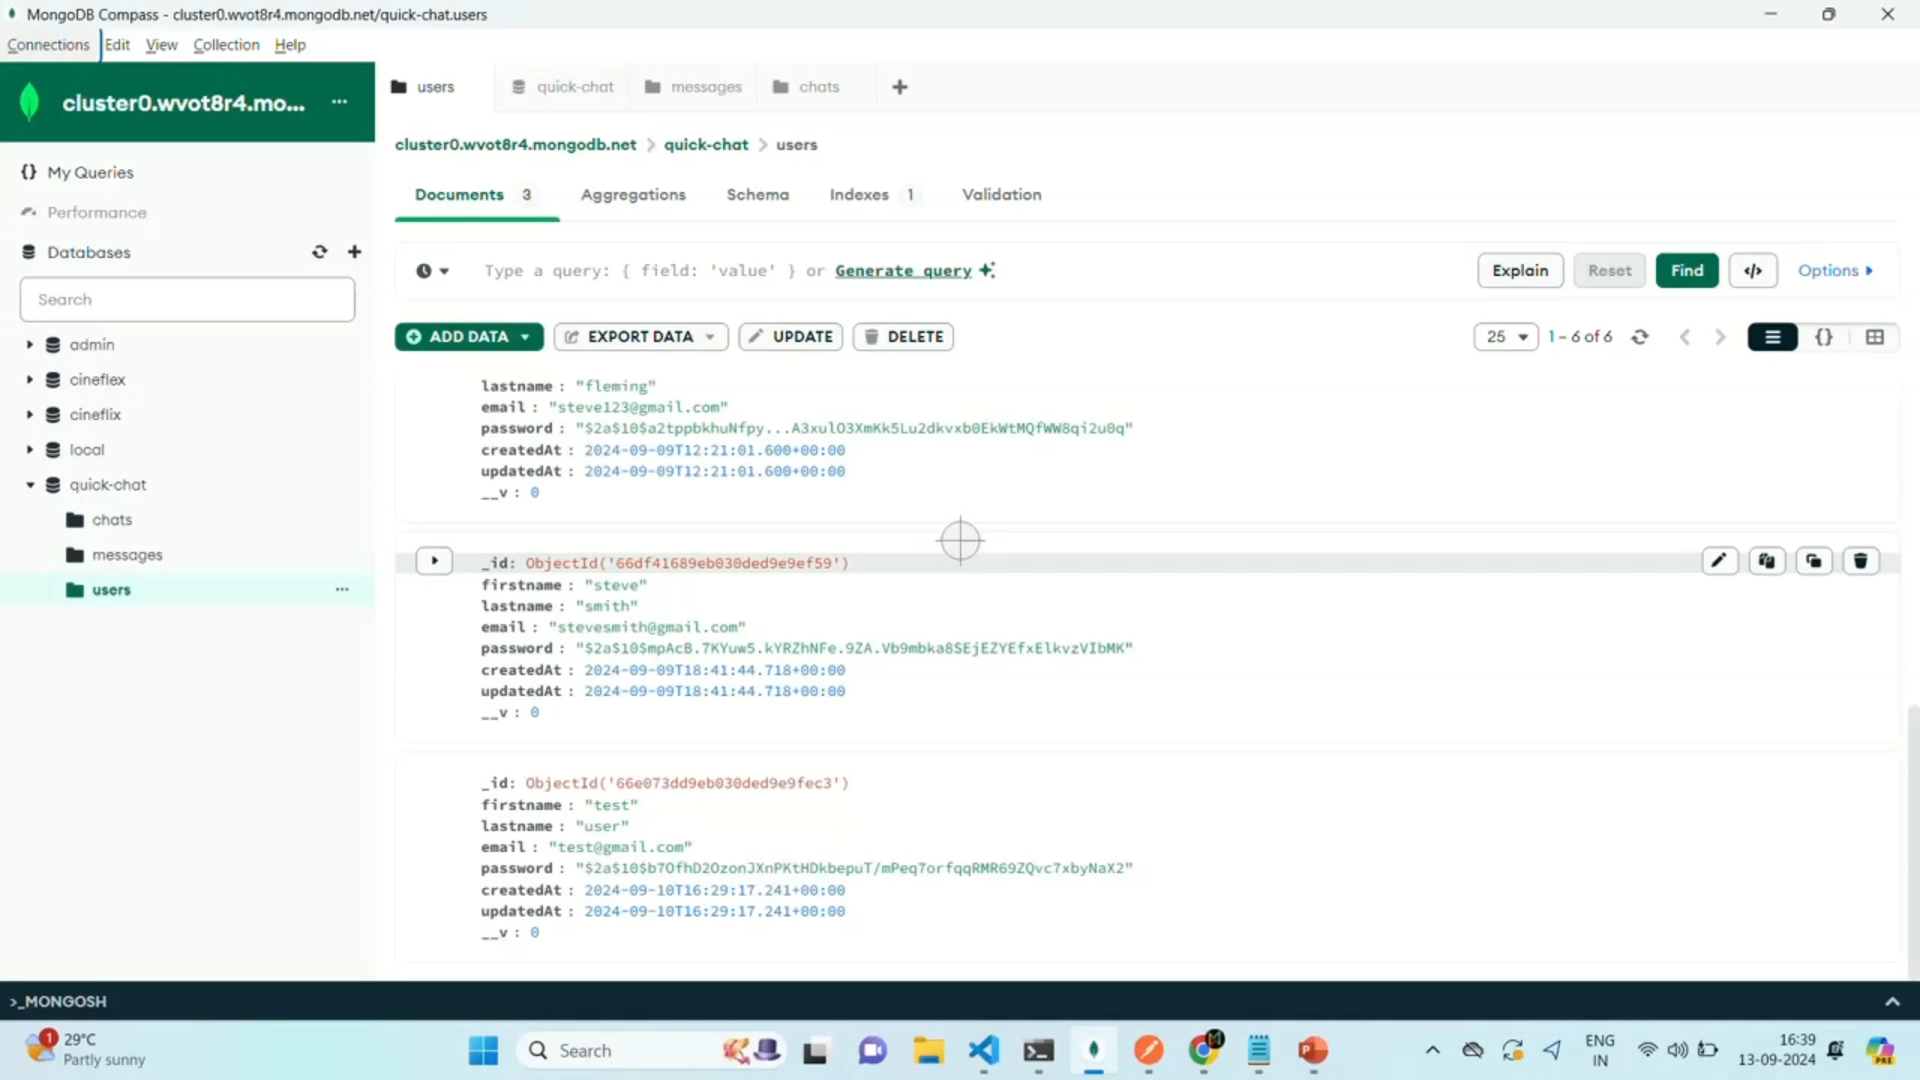 MongoDB Compass - cluster0.wvot8r4.mongodb.net/quick-chat.users
Connections Edit View Collection Help
cluster0.wvot8r4.mo... ...
users quick-chat messages chats
cluster0.wvot8r4.mongodb.net > quick-chat > users
{} My Queries
Performance
Databases
Search
admin
cineflex
cineflix
local
quick-chat
chats
messages
users ...
Documents 3 Aggregations Schema Indexes 1 Validation
Type a query: { field: 'value' } or Generate query
Explain Reset Find </> Options
ADD DATA EXPORT DATA UPDATE DELETE
25 1 – 6 of 6 {}
lastname : "fleming"
email : "steve123@gmail.com"
password : "$2a$10$a2tppbkhuNfpy...A3xulO3XmKk5Lu2dkvxb0EkWtMQfWW8qi2u0q"
createdAt : 2024-09-09T12:21:01.600+00:00
updatedAt : 2024-09-09T12:21:01.600+00:00
__v : 0
_id: ObjectId('66df41689eb030ded9e9ef59')
firstname : "steve"
lastname : "smith"
email : "stevesmith@gmail.com"
password : "$2a$10$mpAcB.7KYuw5.kYRZhNFe.9ZA.Vb9mbka8SEjEZYEfxElkvzVIbMK"
createdAt : 2024-09-09T18:41:44.718+00:00
updatedAt : 2024-09-09T18:41:44.718+00:00
__v : 0
_id: ObjectId('66e073dd9eb030ded9e9fec3')
firstname : "test"
lastname : "user"
email : "test@gmail.com"
password : "$2a$10$b7OfhD2OzonJXnPKtHDkbepuT/mPeq7orfqqRMR69ZQvc7xbyNaX2"
createdAt : 2024-09-10T16:29:17.241+00:00
updatedAt : 2024-09-10T16:29:17.241+00:00
__v : 0
>_MONGOSH
1 29°C
Partly sunny
Search
ENG
IN
16:39
13-09-2024
PRE